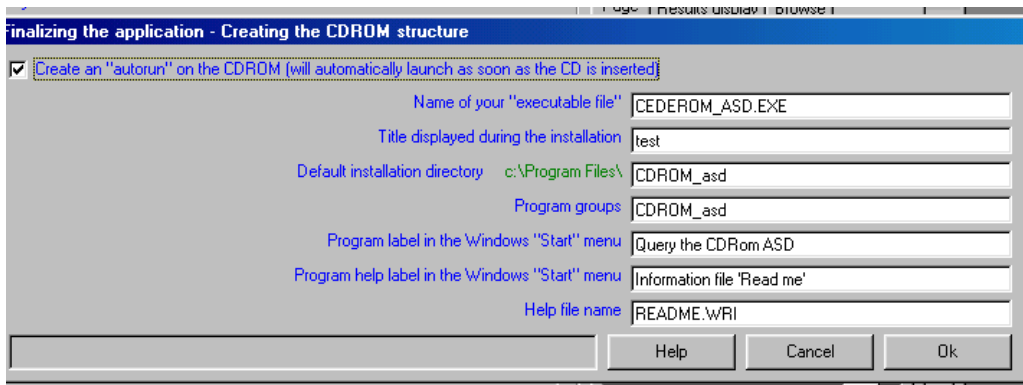 Page Results display Browse
Finalizing the application - Creating the CDROM structure
Create an "autorun" on the CDROM (will automatically launch as soon as the CD is inserted)
Name of your "executable file" CEDEROM_ASD.EXE
Title displayed during the installation test
Default installation directory c:\Program Files\ CDROM_asd
Program groups CDROM_asd
Program label in the Windows "Start" menu Query the CDRom ASD
Program help label in the Windows "Start" menu Information file 'Read me'
Help file name README.WRI
Help Cancel Ok